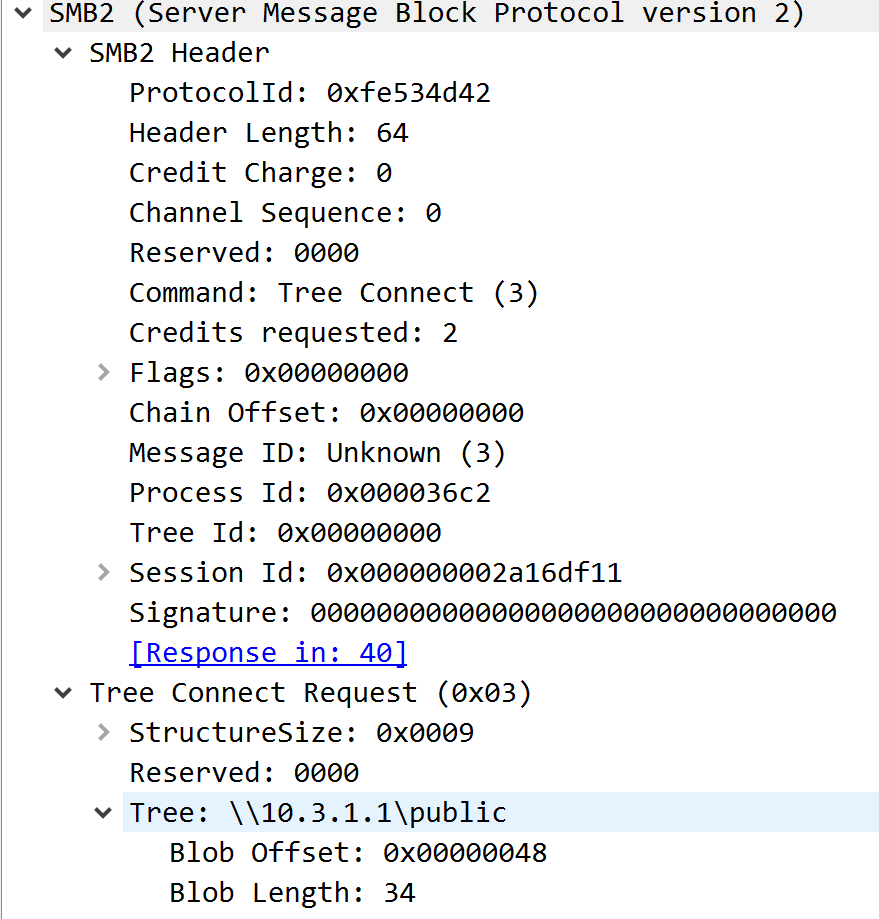 SMB2 (Server Message Block Protocol version 2)
SMB2 Header
ProtocolId: 0xfe534d42
Header Length: 64
Credit Charge: 0
Channel Sequence: 0
Reserved: 0000
Command: Tree Connect (3)
Credits requested: 2
Flags: 0x00000000
Chain Offset: 0x00000000
Message ID: Unknown (3)
Process Id: 0x000036c2
Tree Id: 0x00000000
Session Id: 0x000000002a16df11
Signature: 00000000000000000000000000000000
[Response in: 40]
Tree Connect Request (0x03)
StructureSize: 0x0009
Reserved: 0000
Tree: \\10.3.1.1\public
Blob Offset: 0x00000048
Blob Length: 34